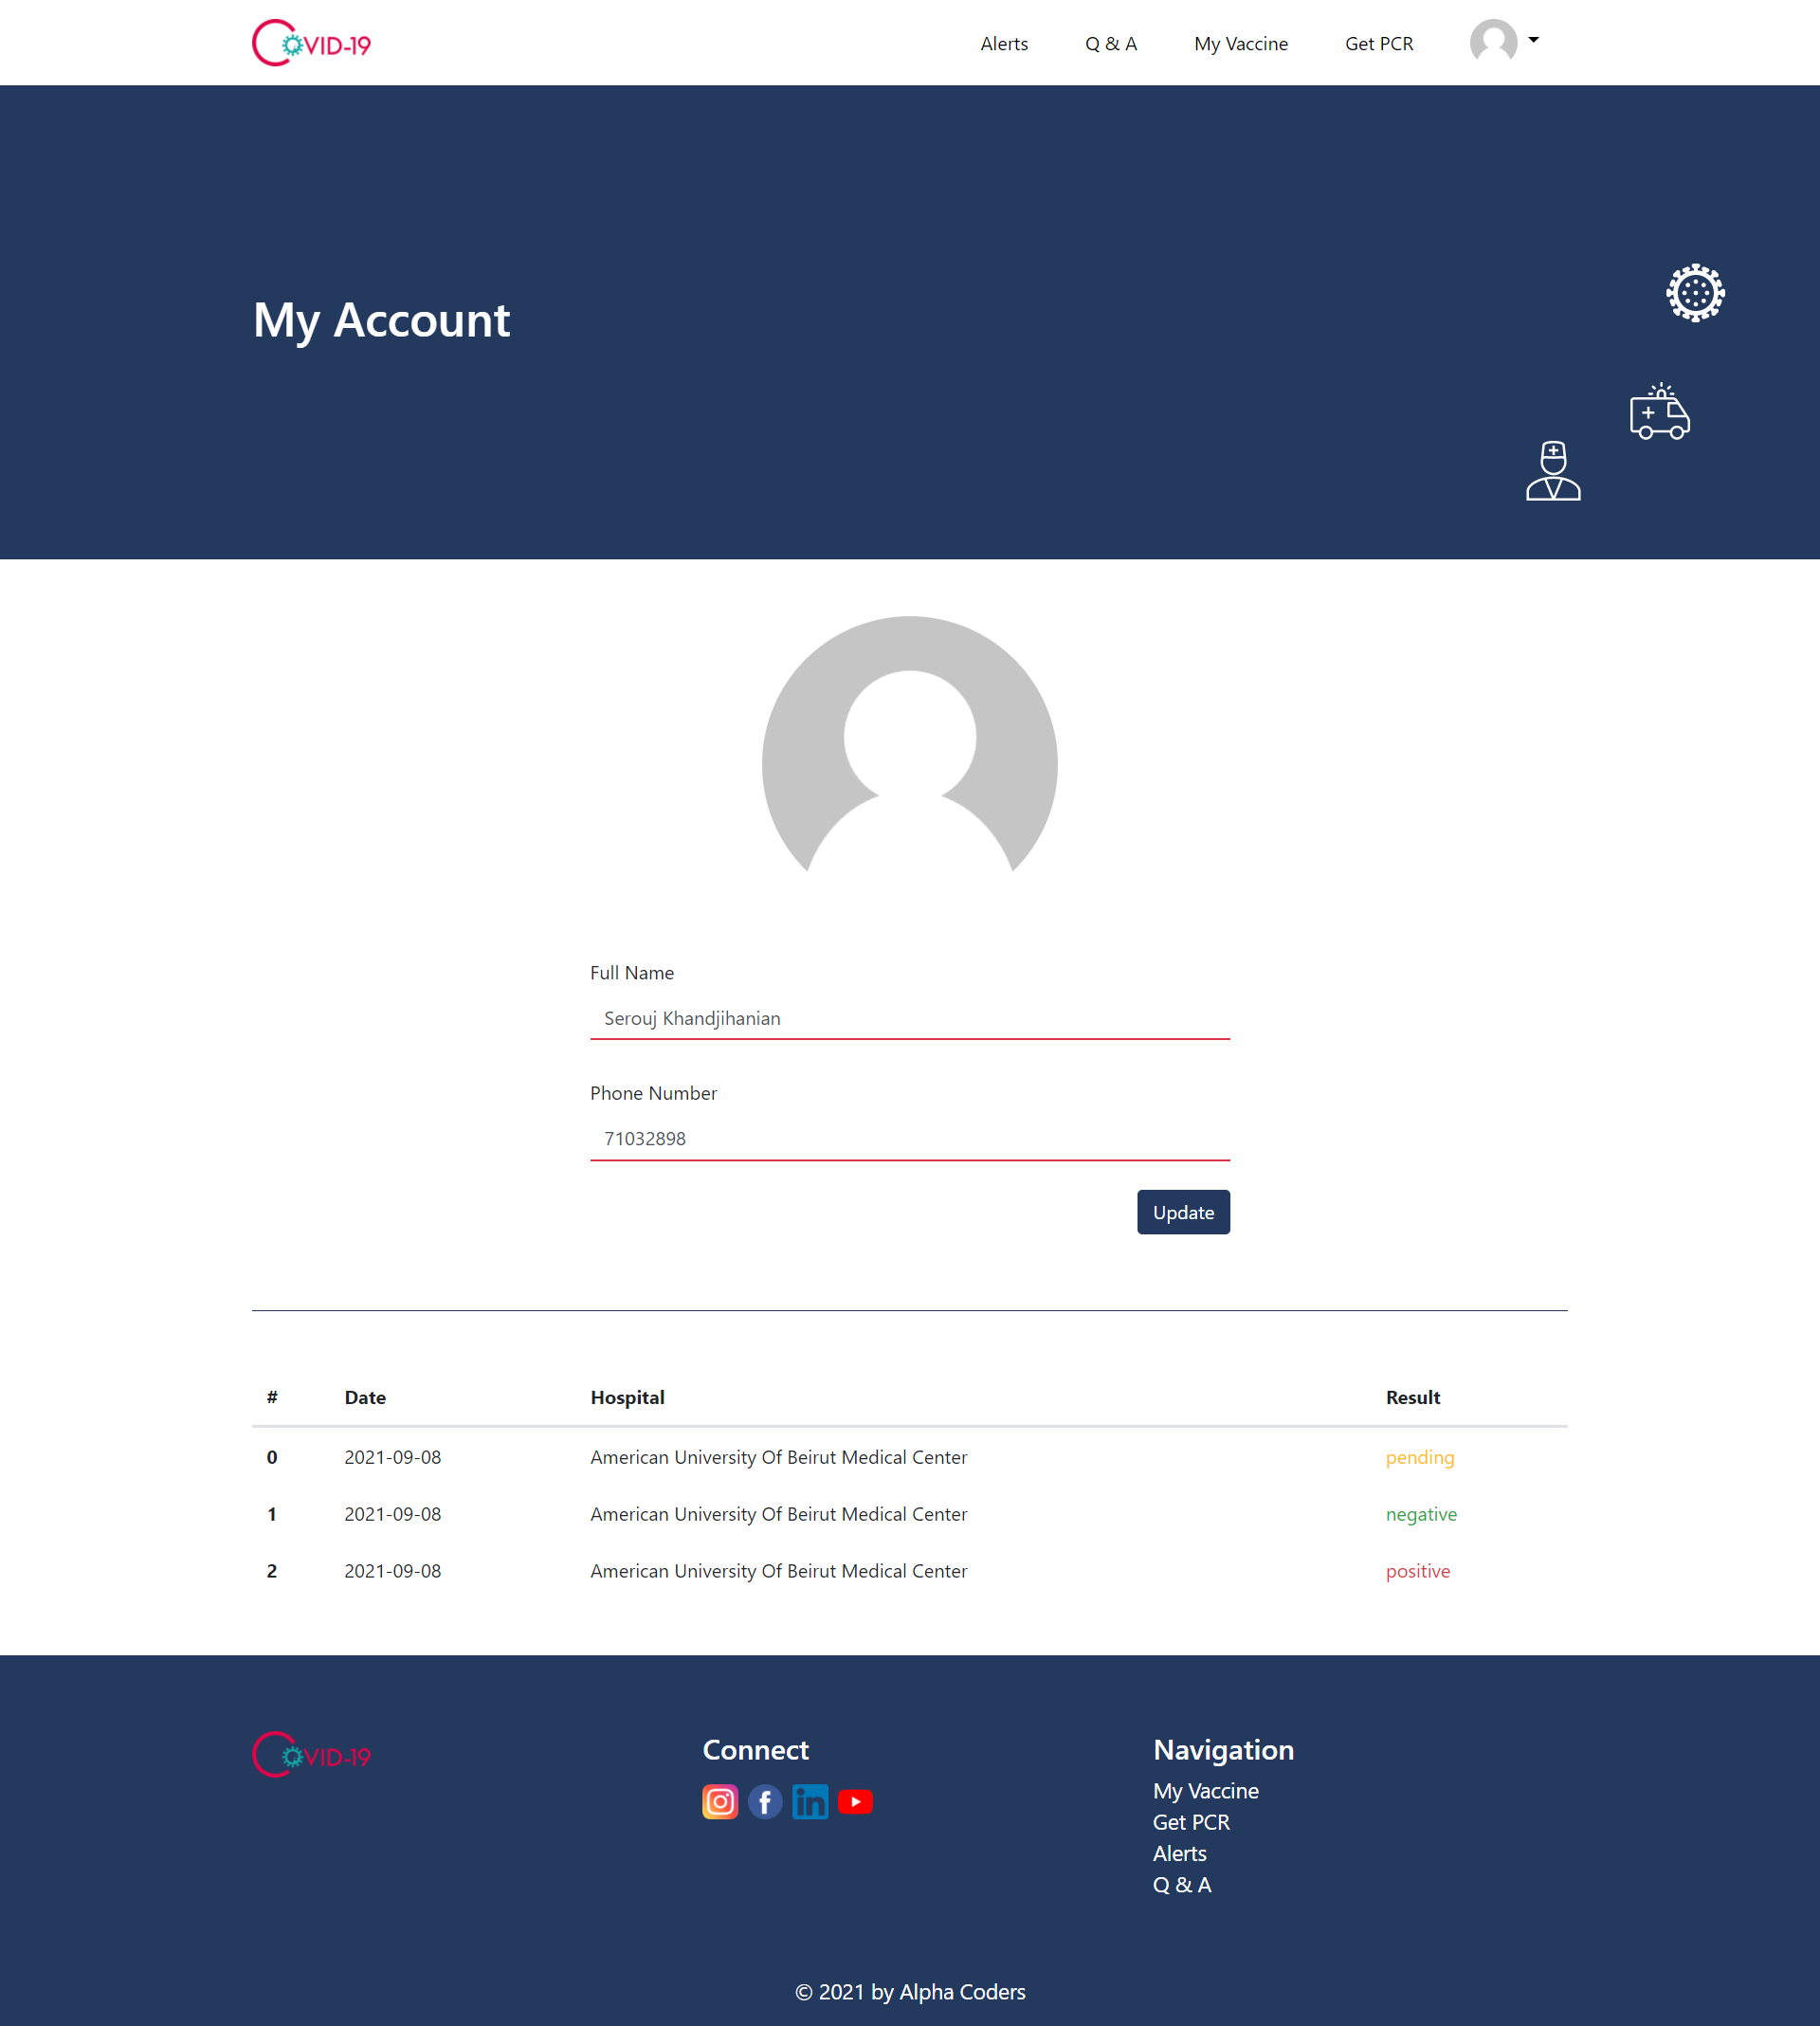 COVID-19
Alerts
Q & A
My Vaccine
Get PCR
My Account
Full Name
Serouj Khandjihanian
Phone Number
71032898
Update
# Date Hospital Result
0 2021-09-08 American University Of Beirut Medical Center pending
1 2021-09-08 American University Of Beirut Medical Center negative
2 2021-09-08 American University Of Beirut Medical Center positive
COVID-19
Connect
Navigation
My Vaccine
Get PCR
Alerts
Q & A
© 2021 by Alpha Coders